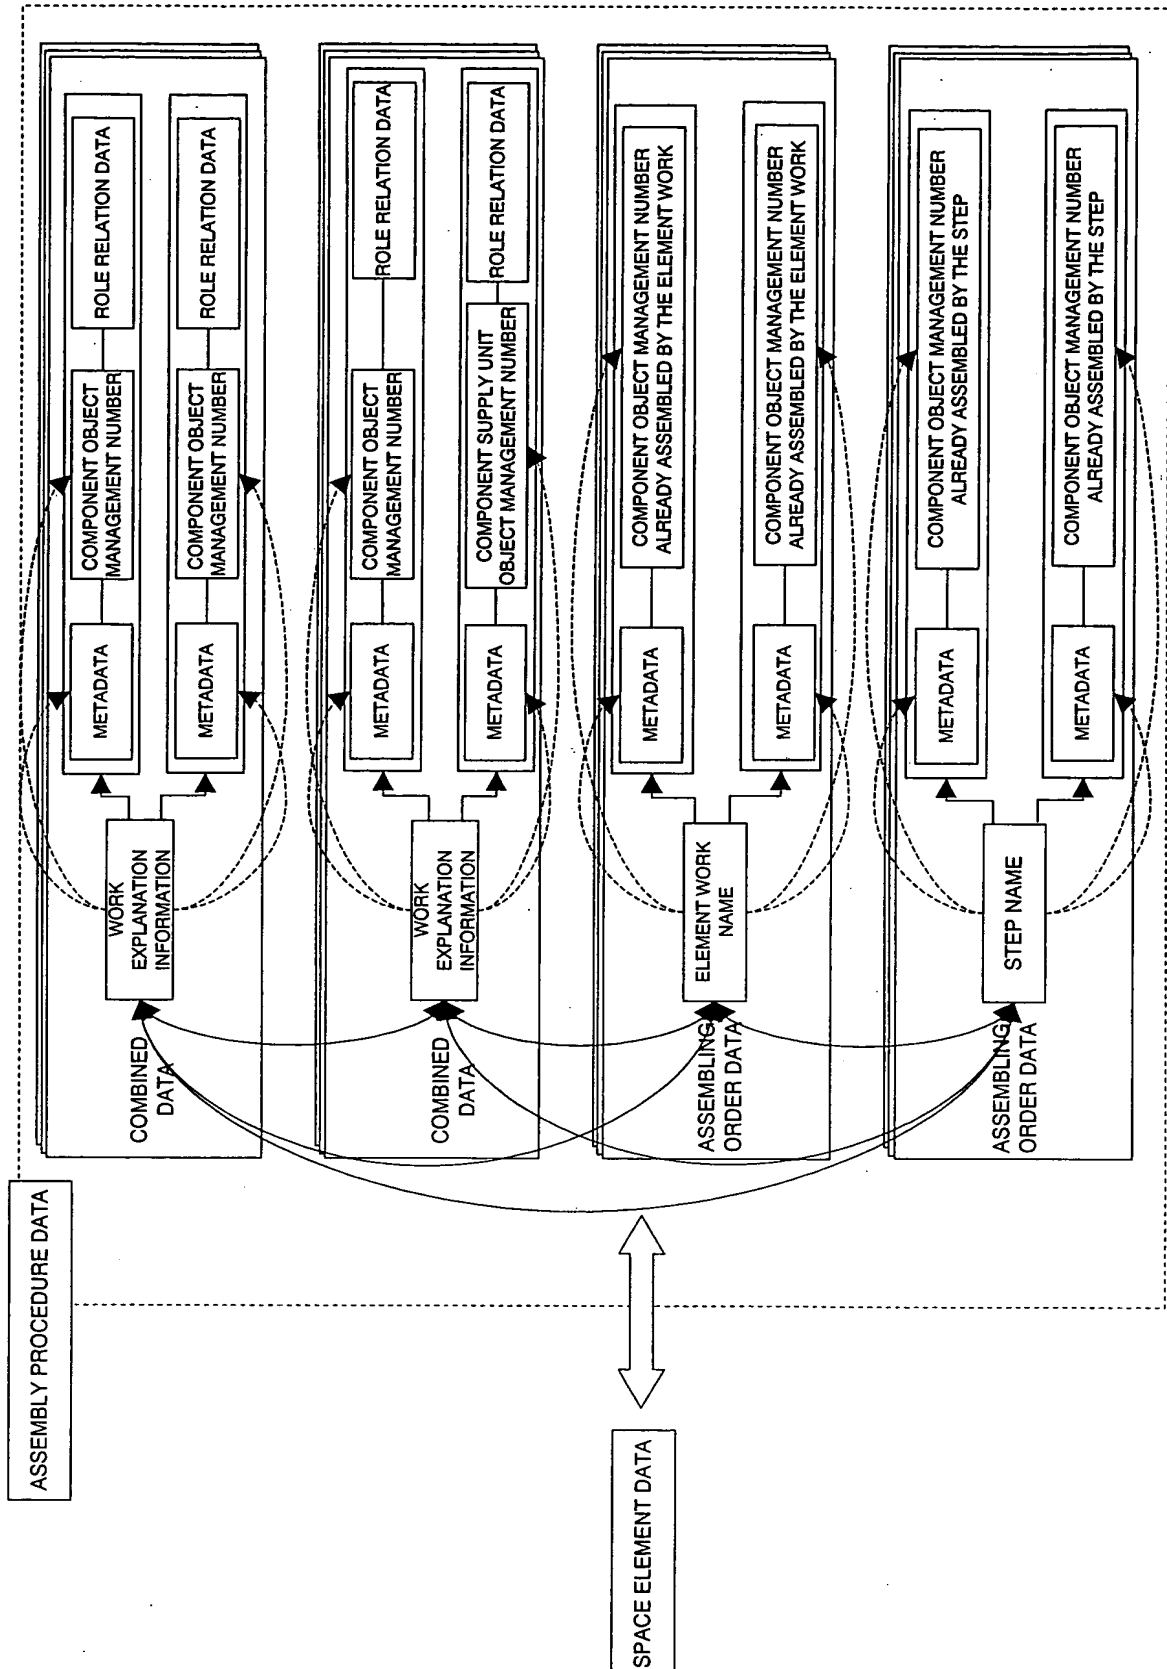 ASSEMBLY PROCEDURE DATA
COMBINED
DATA
WORK
EXPLANATION
INFORMATION
METADATA
COMPONENT OBJECT
MANAGEMENT NUMBER
ROLE RELATION DATA
METADATA
COMPONENT OBJECT
MANAGEMENT NUMBER
ROLE RELATION DATA
COMBINED
DATA
WORK
EXPLANATION
INFORMATION
METADATA
COMPONENT OBJECT
MANAGEMENT NUMBER
ROLE RELATION DATA
METADATA
COMPONENT SUPPLY UNIT
OBJECT MANAGEMENT NUMBER
ROLE RELATION DATA
SPACE ELEMENT DATA
ASSEMBLING
ORDER DATA
ELEMENT WORK
NAME
METADATA
COMPONENT OBJECT MANAGEMENT NUMBER
ALREADY ASSEMBLED BY THE ELEMENT WORK
METADATA
COMPONENT OBJECT MANAGEMENT NUMBER
ALREADY ASSEMBLED BY THE ELEMENT WORK
ASSEMBLING
ORDER DATA
STEP NAME
METADATA
COMPONENT OBJECT MANAGEMENT NUMBER
ALREADY ASSEMBLED BY THE STEP
METADATA
COMPONENT OBJECT MANAGEMENT NUMBER
ALREADY ASSEMBLED BY THE STEP